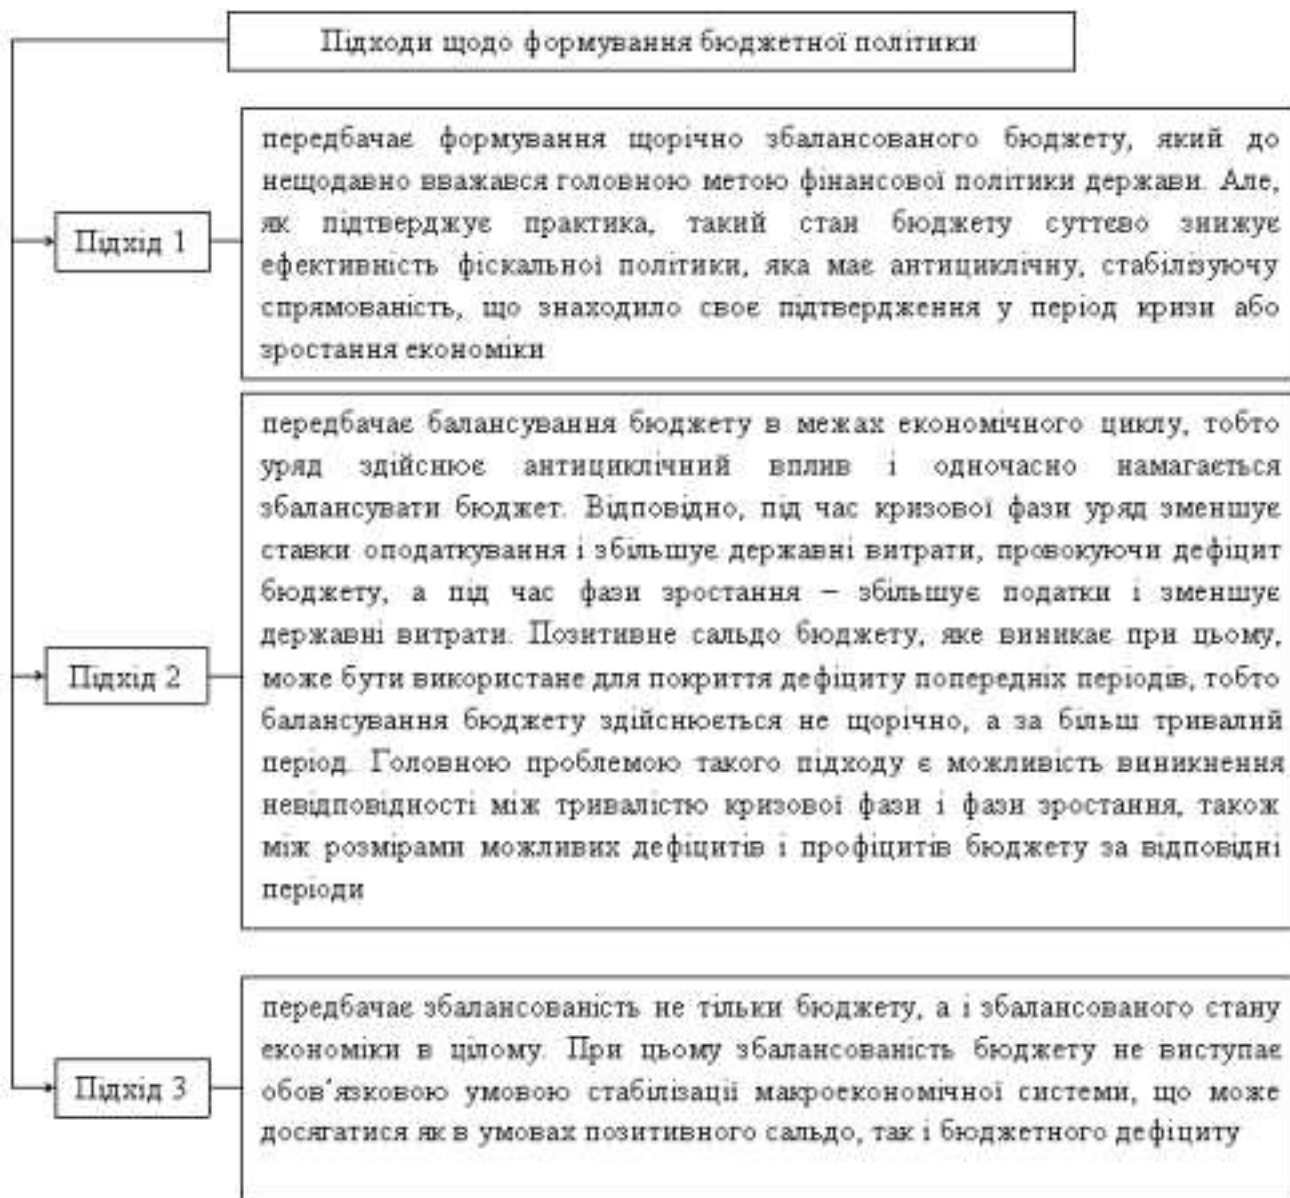 Підходи щодо формування бюджетної політики
Підхід 1
передбачає формування щорічно збалансованого бюджету, який до
нещодавно вважався головною метою фінансової політики держави. Але,
як підтверджує практика, такий стан бюджету суттєво знижує
ефективність фіскальної політики, яка має антициклічну, стабілізуючу
спрямованість, що знаходило своє підтвердження у період кризи або
зростання економіки
Підхід 2
передбачає балансування бюджету в межах економічного циклу, тобто
уряд здійснює антициклічний вплив і одночасно намагається
збалансувати бюджет. Відповідно, під час кризової фази уряд зменшує
ставки оподаткування і збільшує державні витрати, провокуючи дефіцит
бюджету, а під час фази зростання – збільшує податки і зменшує
державні витрати. Позитивне сальдо бюджету, яке виникає при цьому,
може бути використане для покриття дефіциту попередніх періодів, тобто
балансування бюджету здійснюється не щорічно, а за більш тривалий
період. Головною проблемою такого підходу є можливість виникнення
невідповідності між тривалістю кризової фази і фази зростання, також
між розмірами можливих дефіцитів і профіцитів бюджету за відповідні
періоди
Підхід 3
передбачає збалансованість не тільки бюджету, а і збалансованого стану
економіки в цілому. При цьому збалансованість бюджету не виступає
обов’язковою умовою стабілізації макроекономічної системи, що може
досягатися як в умовах позитивного сальдо, так і бюджетного дефіциту